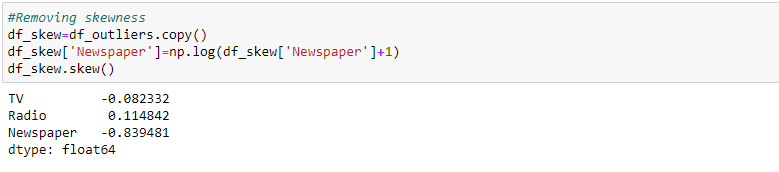 #Removing skewness
df_skew=df_outliers.copy()
df_skew['Newspaper']=np.log(df_skew['Newspaper']+1)
df_skew.skew()
TV          -0.082332
Radio        0.114842
Newspaper   -0.839481
dtype: float64